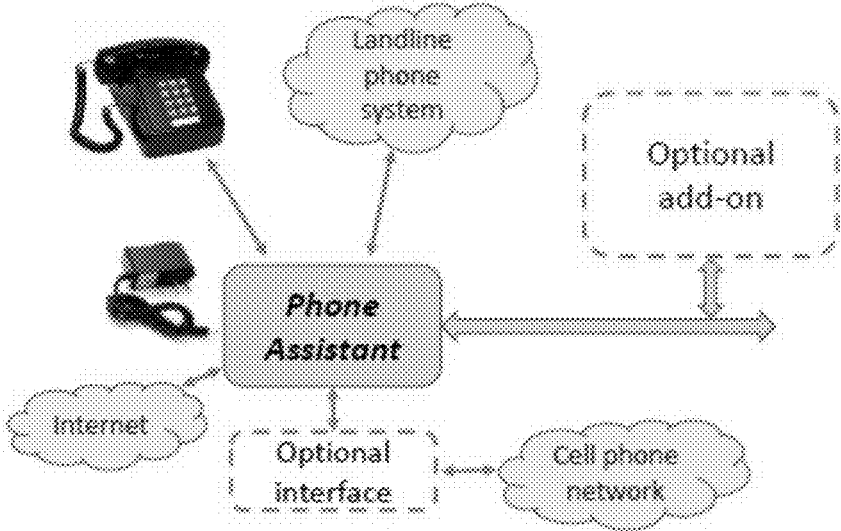 Landline
phone
system
Optional
add-on
Phone
Assistant
Internet
Optional
interface
Cell phone
network